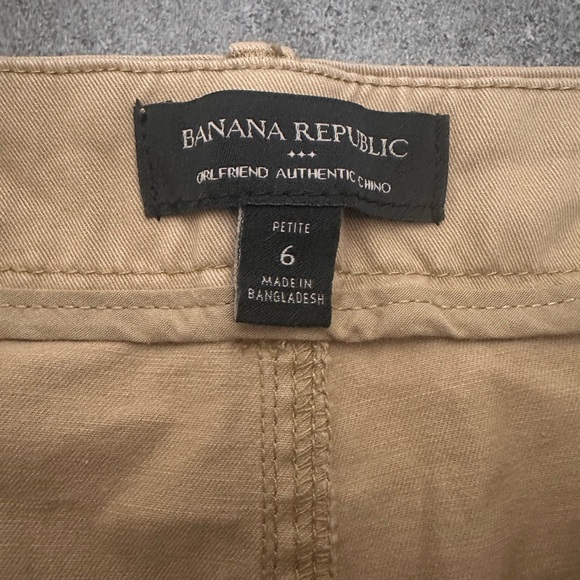 BANANA REPUBLIC
GIRLFRIEND AUTHENTIC CHINO
PETITE
6
MADE IN
BANGLADESH